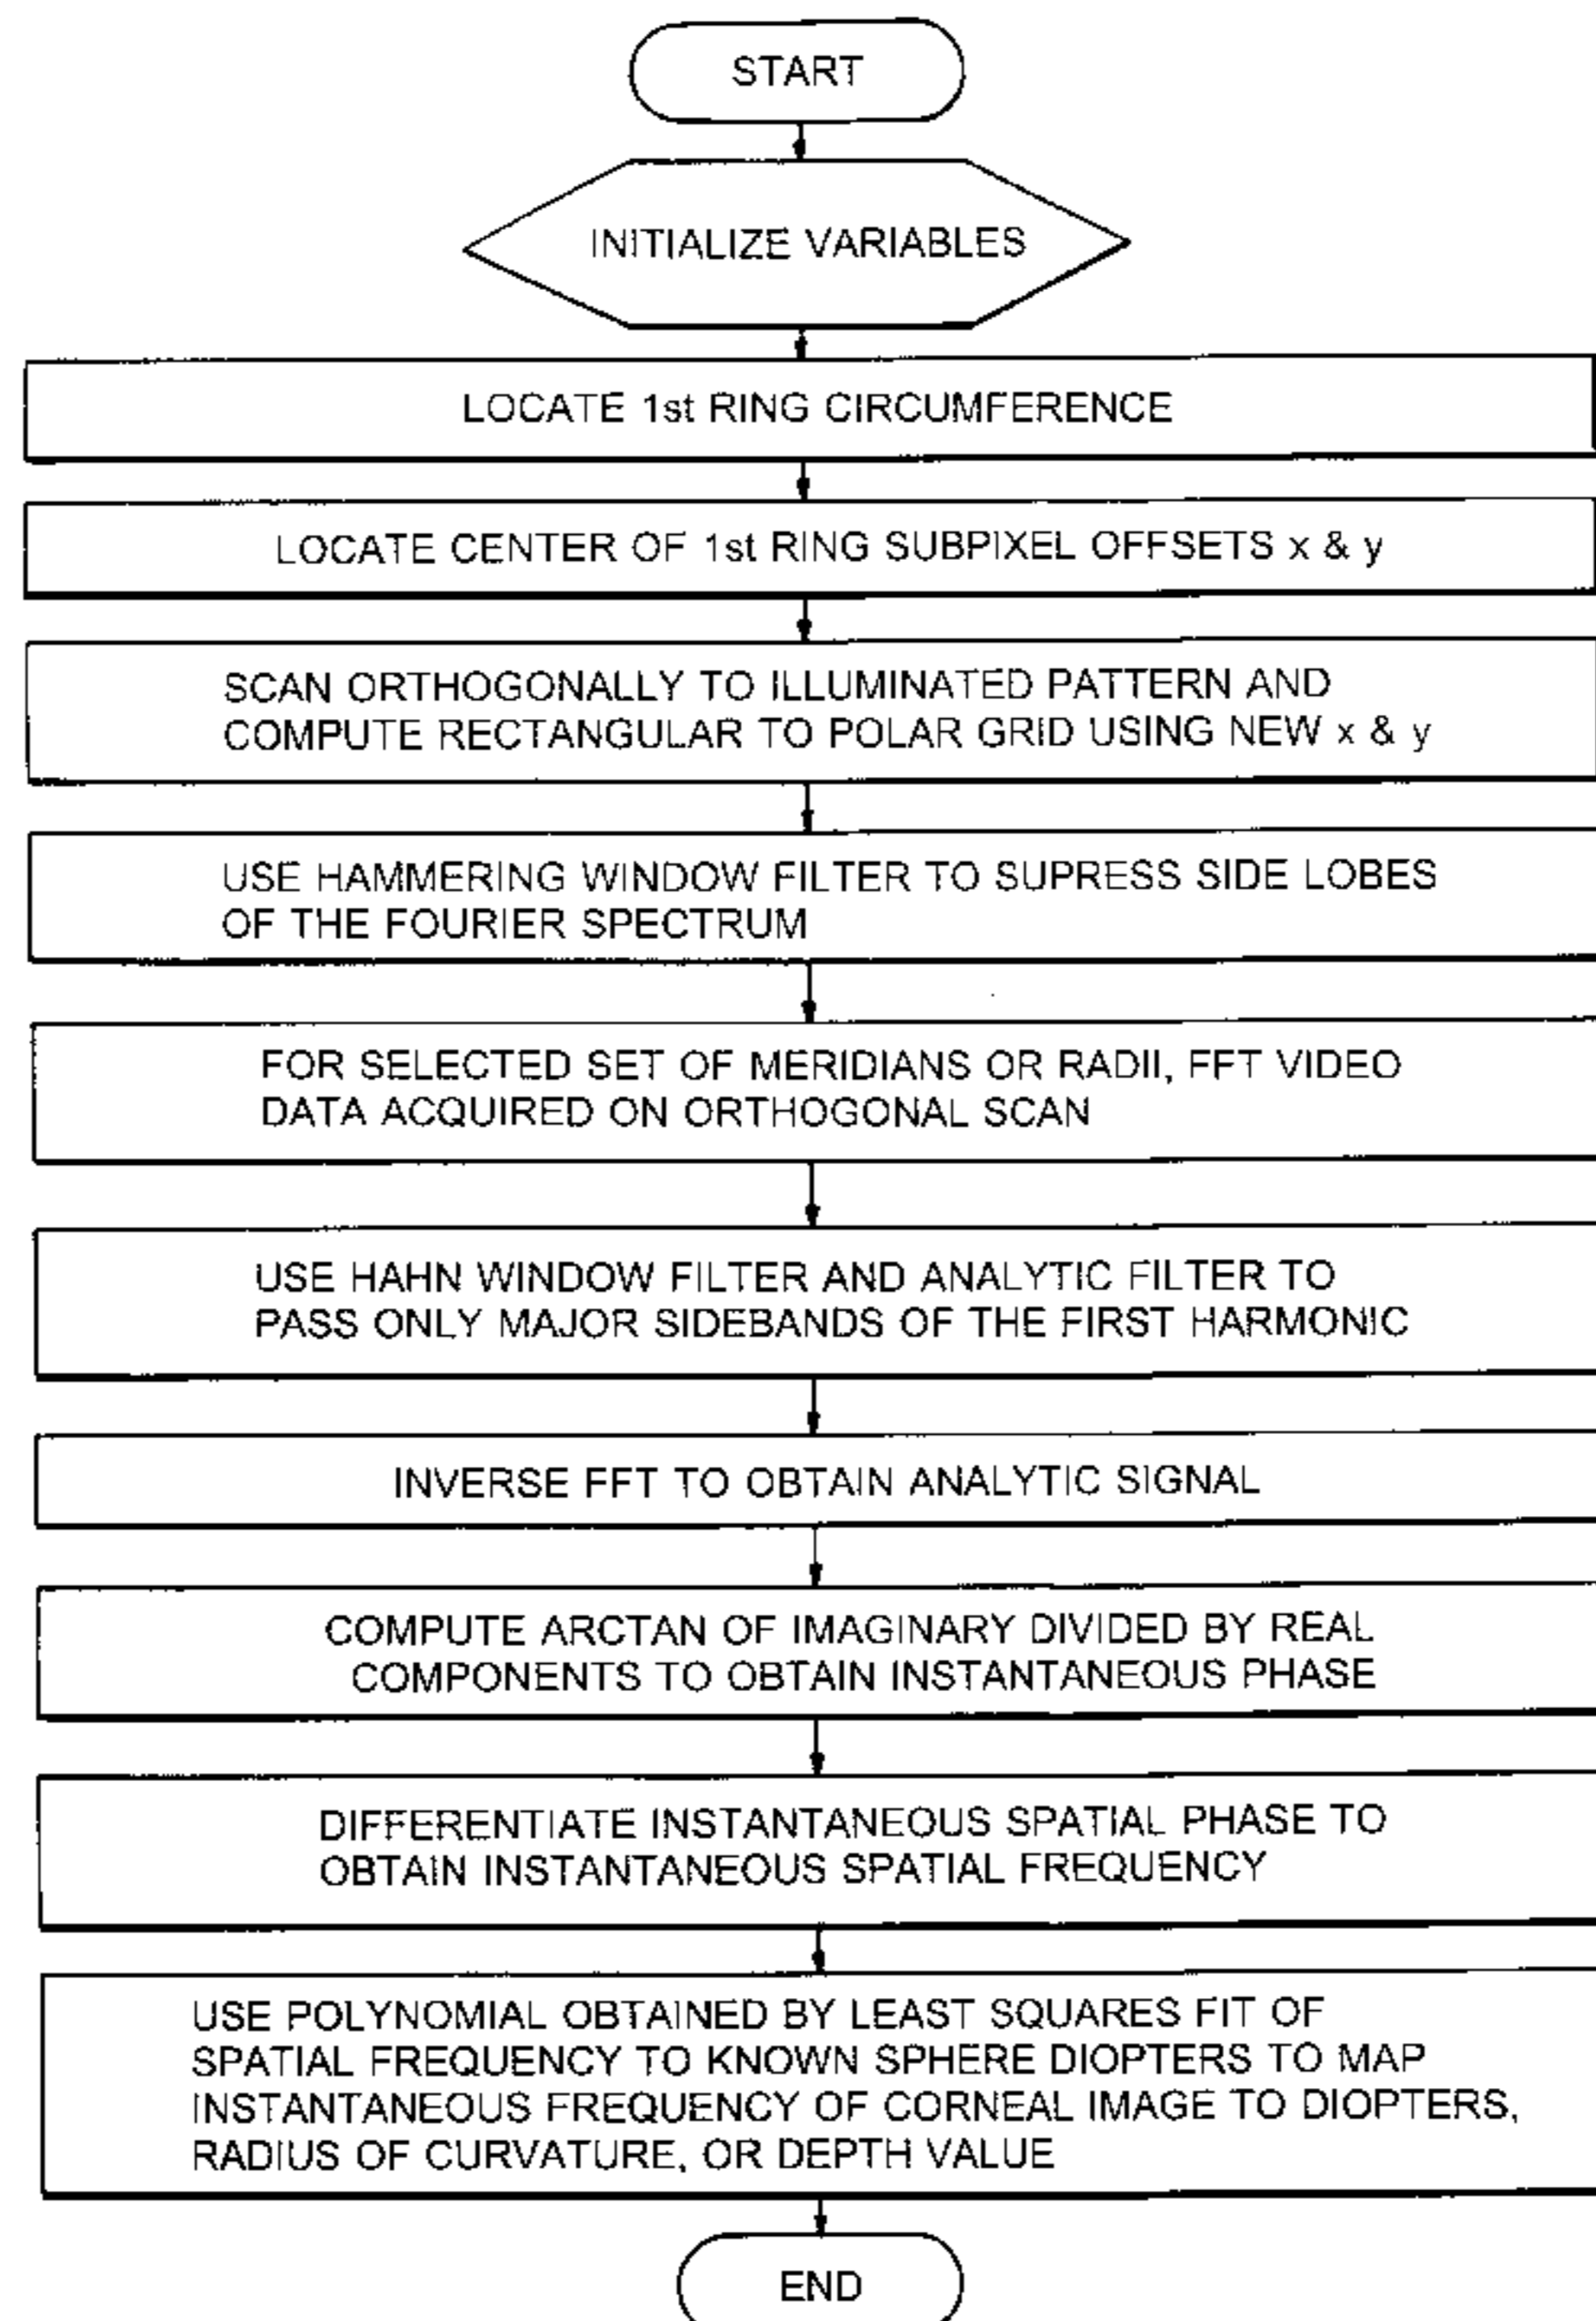 START
INITIALIZE VARIABLES
LOCATE 1st RING CIRCUMFERENCE
LOCATE CENTER OF 1st RING SUBPIXEL OFFSETS x & y
SCAN ORTHOGONALLY TO ILLUMINATED PATTERN AND
COMPUTE RECTANGULAR TO POLAR GRID USING NEW x & y
USE HAMMERING WINDOW FILTER TO SUPRESS SIDE LOBES
OF THE FOURIER SPECTRUM
FOR SELECTED SET OF MERIDIANS OR RADII, FFT VIDEO
DATA ACQUIRED ON ORTHOGONAL SCAN
USE HAHN WINDOW FILTER AND ANALYTIC FILTER TO
PASS ONLY MAJOR SIDEBANDS OF THE FIRST HARMONIC
INVERSE FFT TO OBTAIN ANALYTIC SIGNAL
COMPUTE ARCTAN OF IMAGINARY DIVIDED BY REAL
COMPONENTS TO OBTAIN INSTANTANEOUS PHASE
DIFFERENTIATE INSTANTANEOUS SPATIAL PHASE TO
OBTAIN INSTANTANEOUS SPATIAL FREQUENCY
USE POLYNOMIAL OBTAINED BY LEAST SQUARES FIT OF
SPATIAL FREQUENCY TO KNOWN SPHERE DIOPTERS TO MAP
INSTANTANEOUS FREQUENCY OF CORNEAL IMAGE TO DIOPTERS,
RADIUS OF CURVATURE, OR DEPTH VALUE
END